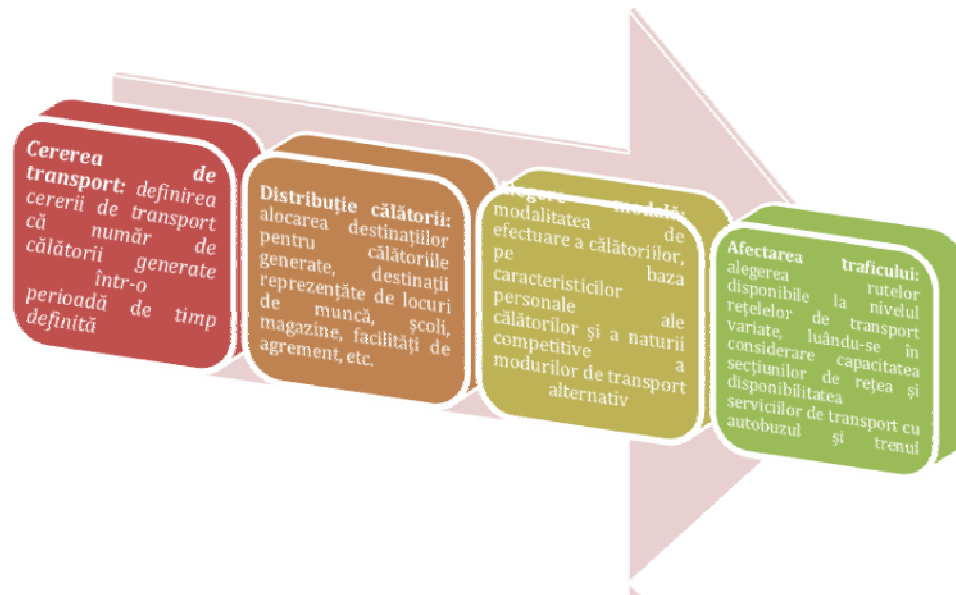 Cererea de
transport: definirea
cererii de transport
că număr de
călătorii generate
într-o
perioadă de timp
definită
Distribuție călătorii:
alocarea destinațiilor
pentru călătoriile
generate, destinații
reprezențăte de locuri
de muncă, școli,
magazine, facilități de
agrement, etc.
modală:
modalitatea de
efectuare a călătoriilor,
pe baza
caracteristicilor
personale ale
călătorilor și a naturii
competitive a
modurilor de transport
alternativ
Afectarea traficului:
alegerea rutelor
disponibile la nivelul
rețelelor de transport
variate, luându-se în
considerare capacitatea
secțiunilor de rețea și
disponibilitatea
serviciilor de transport cu
autobuzul și trenul